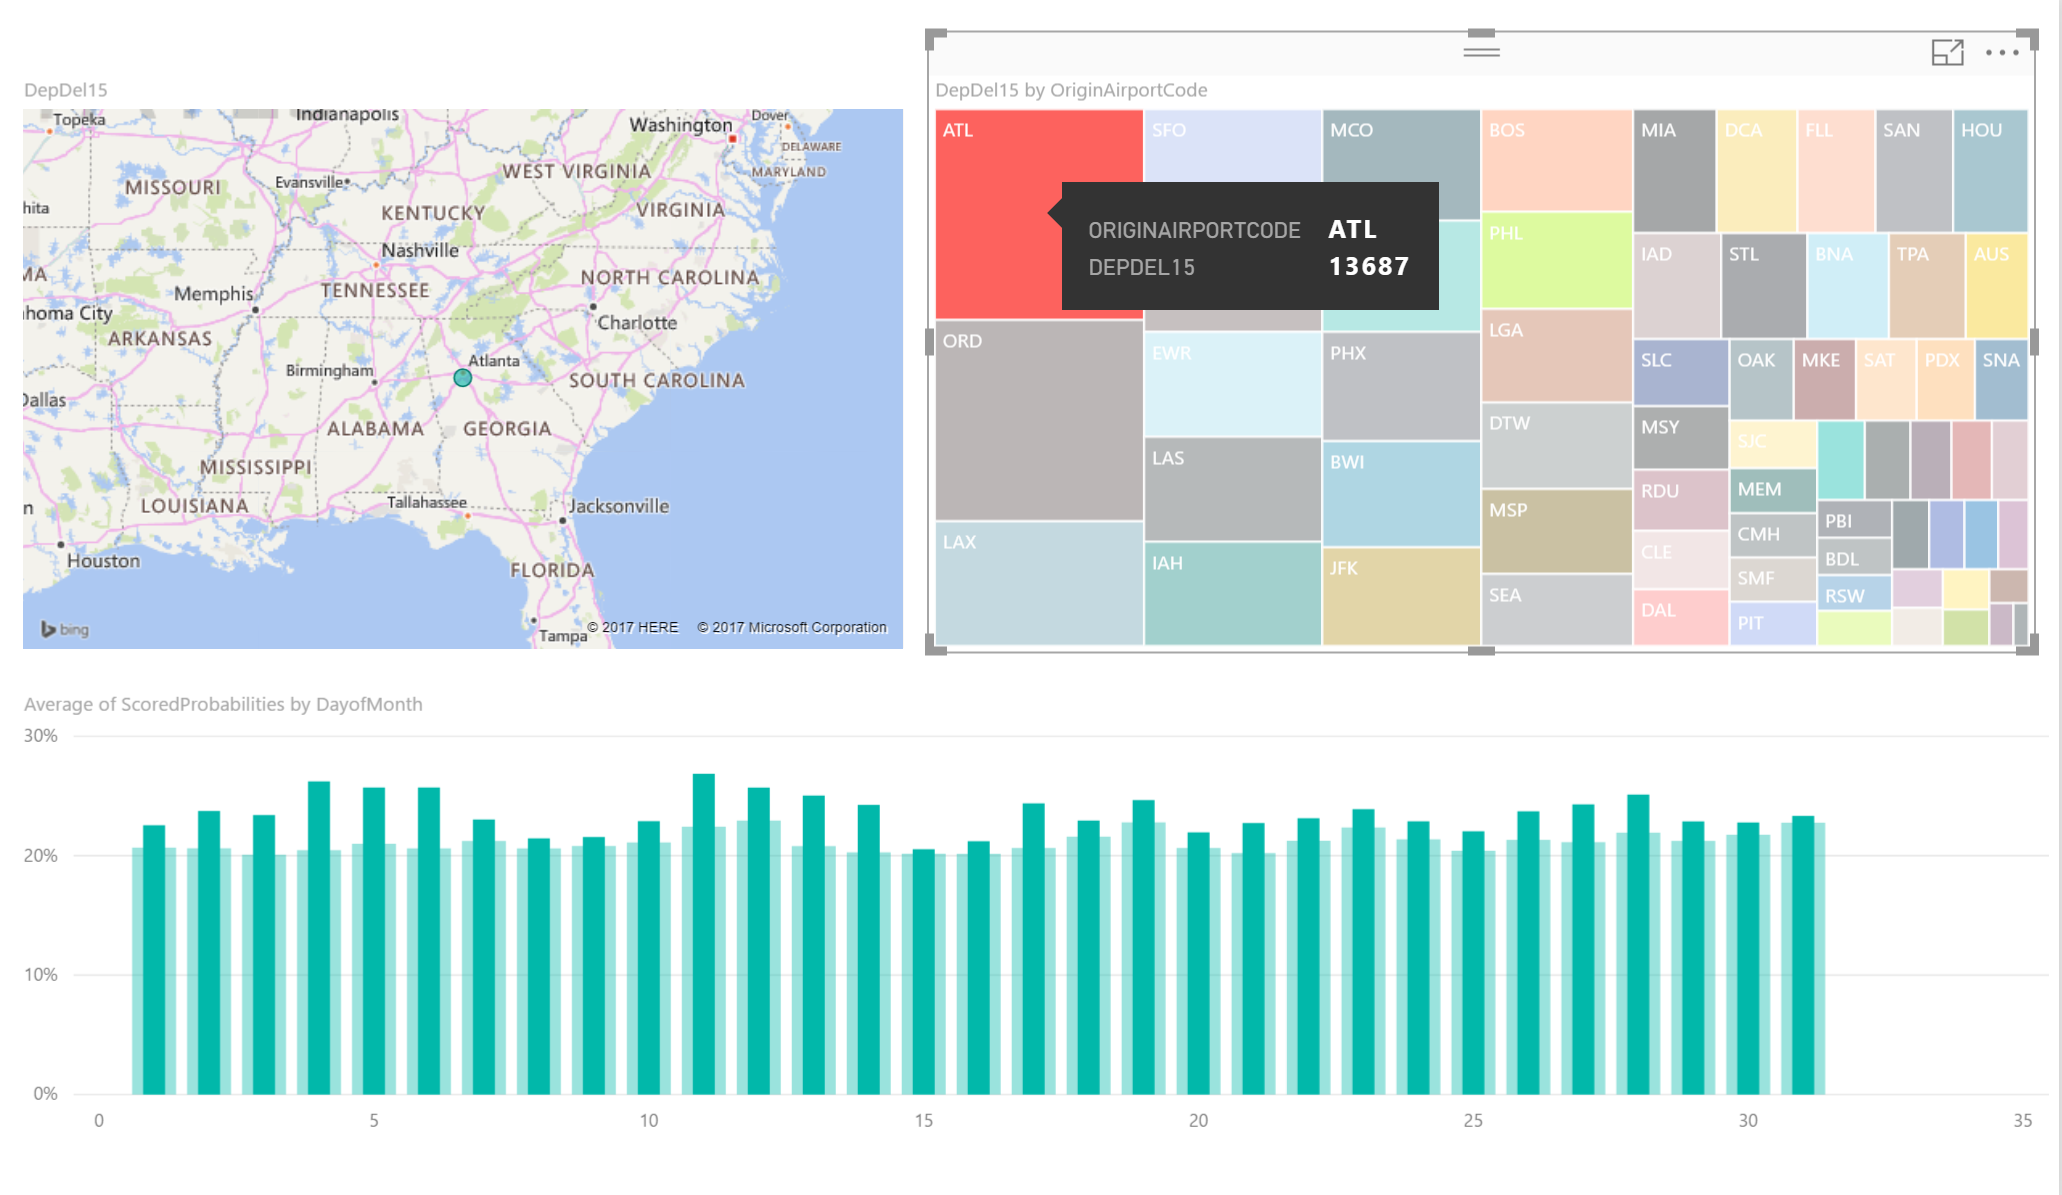 DepDel15
Topeka
Indianapolis
Washington
Dover
DELAWARE
MARYLAND
WEST VIRGINIA
MISSOURI
Evansville
hita
KENTUCKY
VIRGINIA
Nashville
MA
TENNESSEE
NORTH CAROLINA
Memphis
homa City
Charlotte
ARKANSAS
Atlanta
Birmingham
SOUTH CAROLINA
Dallas
ALABAMA
GEORGIA
MISSISSIPPI
LOUISIANA
Tallahassee
Jacksonville
n
Houston
FLORIDA
bing
Tampa
© 2017 HERE © 2017 Microsoft Corporation
DepDel15 by OriginAirportCode
ATL
SFO
MCO
BOS
MIA
DCA
FLL
SAN
HOU
ORIGINAIRPORTCODE ATL
DEPDEL15 13687
PHL
IAD
STL
BNA
TPA
AUS
ORD
EWR
PHX
LGA
SLC
OAK
MKE
SAT
PDX
SNA
LAS
BWI
DTW
MSY
SJC
MEM
RDU
MSP
PBI
CMH
LAX
IAH
JFK
CLE
BDL
SMF
SEA
RSW
DAL
PIT
Average of ScoredProbabilities by DayofMonth
30%
20%
10%
0%
0 5 10 15 20 25 30 35